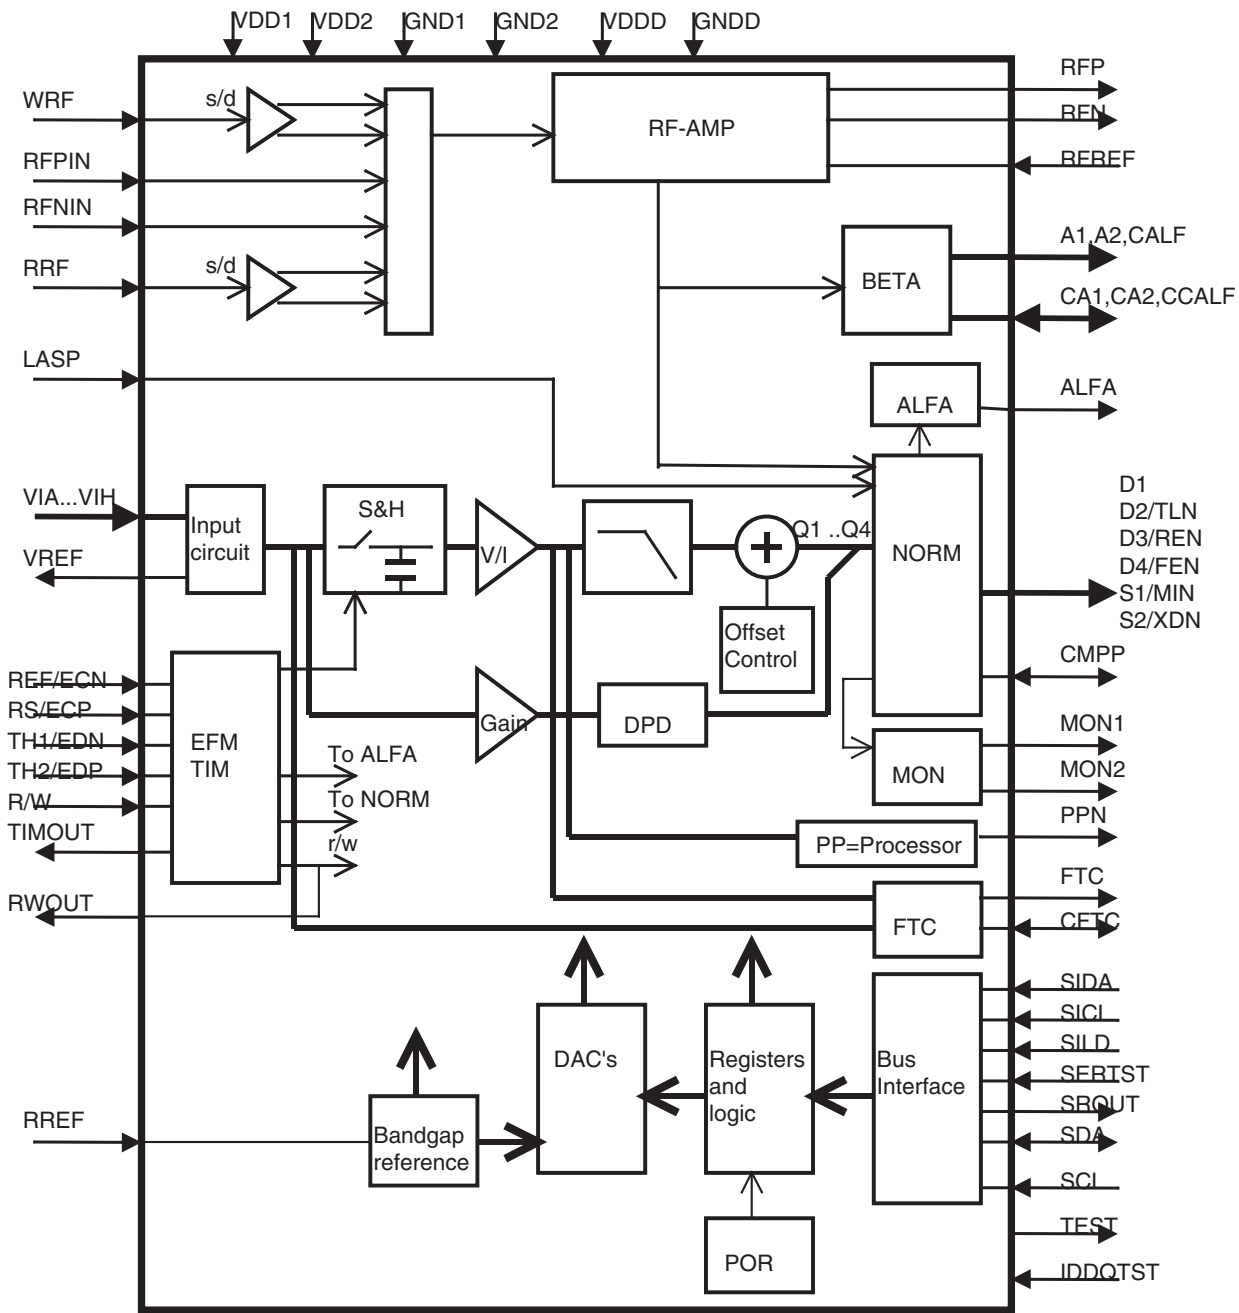 VDD1
VDD2
GND1
GND2
VDDD
GNDD
WRF
s/d
RFPIN
RFNIN
RRF
s/d
LASP
RF-AMP
RFP
RFN
RFREF
BETA
A1,A2,CALF
CA1,CA2,CCALF
ALFA
ALFA
VIA...VIH
VREF
Input
circuit
S&H
V/I
Q1 ..Q4
NORM
D1
D2/TLN
D3/REN
D4/FEN
S1/MIN
S2/XDN
Offset
Control
CMPP
REF/ECN
RS/ECP
TH1/EDN
TH2/EDP
R/W
TIMOUT
RWOUT
EFM
TIM
To ALFA
To NORM
r/w
Gain
DPD
MON
MON1
MON2
PP=Processor
PPN
FTC
FTC
CFTC
DAC's
Registers
and
logic
Bus
Interface
SIDA
SICL
SILD
SERTST
SROUT
SDA
SCL
TEST
IDDQTST
RREF
Bandgap
reference
POR